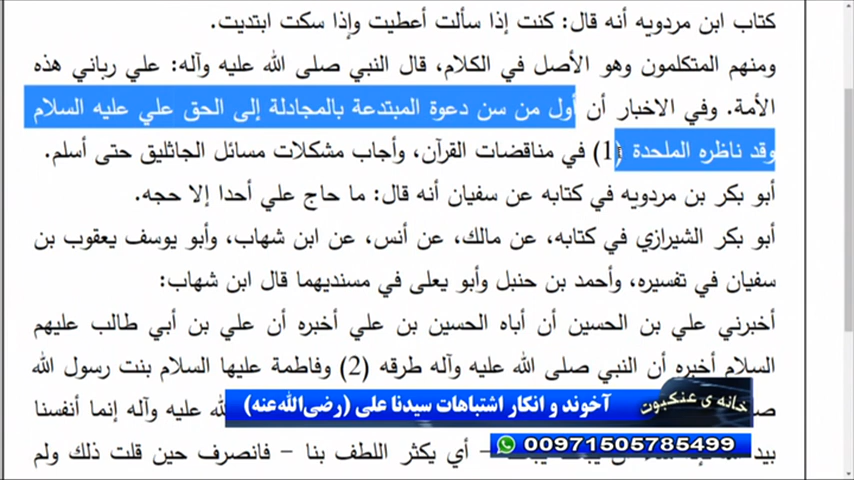 كتاب ابن مردويه أنه قال: كنت إذا سألت أعطيت وإذا سكت ابتديت.
ومنهم المتكلمون وهو الأصل في الكلام، قال النبي صلى الله عليه وآله: علي رباني هذه
الأمة. وفي الاخبار أن أول من سن دعوة المبتدعة بالمجادلة إلى الحق علي عليه السلام
وقد ناظره الملحدة (1) في مناقضات القرآن، وأجاب مشكلات مسائل الجاثليق حتى أسلم.
أبو بكر بن مردويه في كتابه عن سفيان أنه قال: ما حاج علي أحدا إلا حجه.
أبو بكر الشيرازي في كتابه، عن مالك، عن أنس، عن ابن شهاب، وأبو يوسف يعقوب بن
سفيان في تفسيره، وأحمد بن حنبل وأبو يعلى في مسنديهما قال ابن شهاب:
أخبرني علي بن الحسين أن أباه الحسين بن علي أخبره أن علي بن أبي طالب عليهم
السلام أخبره أن النبي صلى الله عليه وآله طرقه (2) وفاطمة عليها السلام بنت رسول الله
عليه وآله إنما أنفسنا
خانه ی عنکبوت
آخوند و انکار اشتباهات سیدنا علی (رضی‌الله‌عنه)
- أي يكثر اللطف بنا - فانصرف حين قلت ذلك ولم
00971505785499